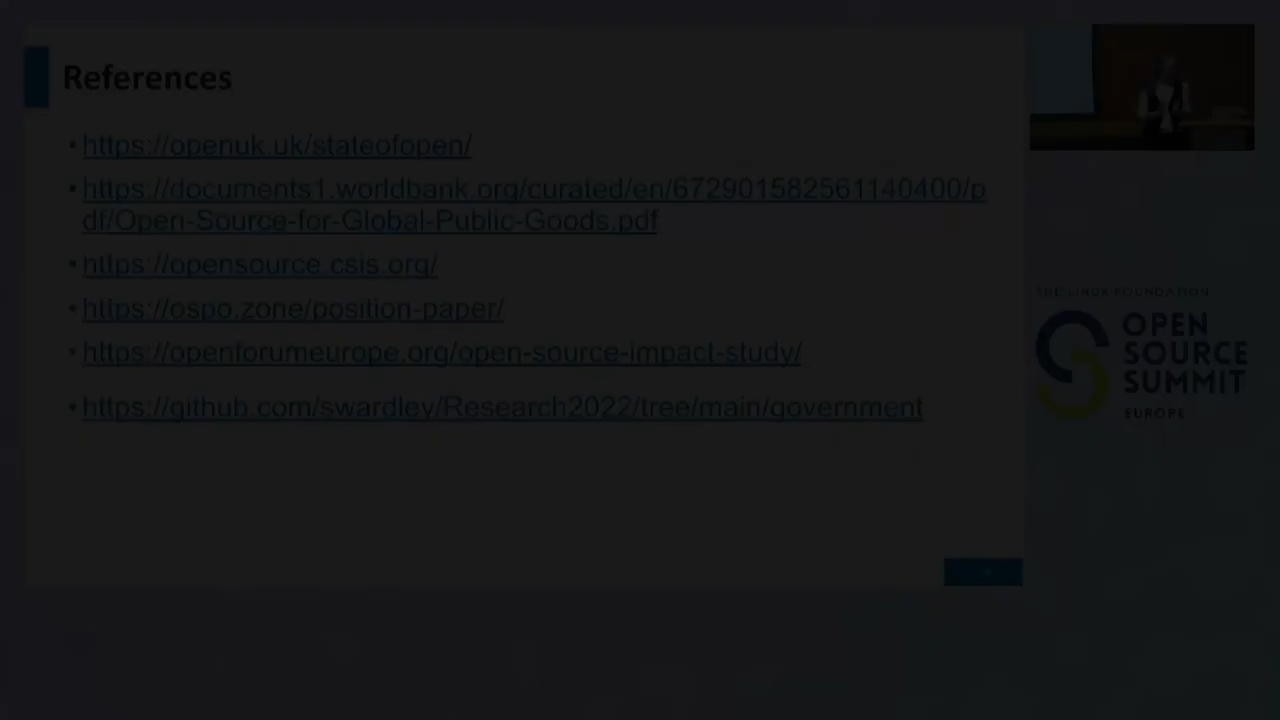 References
• https://openuk.uk/stateofopen/
• https://documents1.worldbank.org/curated/en/672901582561140400/p
df/Open-Source-for-Global-Public-Goods.pdf
• https://opensource.csis.org/
• https://ospo.zone/position-paper/
• https://openforumeurope.org/open-source-impact-study/
• https://github.com/swardley/Research2022/tree/main/government
THE LINUX FOUNDATION
OPEN
SOURCE
SUMMIT
EUROPE